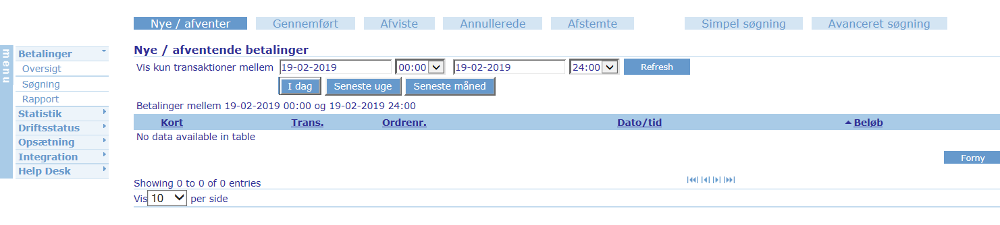 Nye / afventer Gennemført Afviste Annullerede Afstemte Simpel søgning Avanceret søgning
menu
Betalinger
Oversigt
Søgning
Rapport
Statistik
Driftsstatus
Opsætning
Integration
Help Desk
Nye / afventende betalinger
Vis kun transaktioner mellem 19-02-2019 00:00 19-02-2019 24:00 Refresh
I dag Seneste uge Seneste måned
Betalinger mellem 19-02-2019 00:00 og 19-02-2019 24:00
Kort Trans. Ordrenr. Dato/tid Beløb
No data available in table
Forny
Showing 0 to 0 of 0 entries
Vis 10 per side